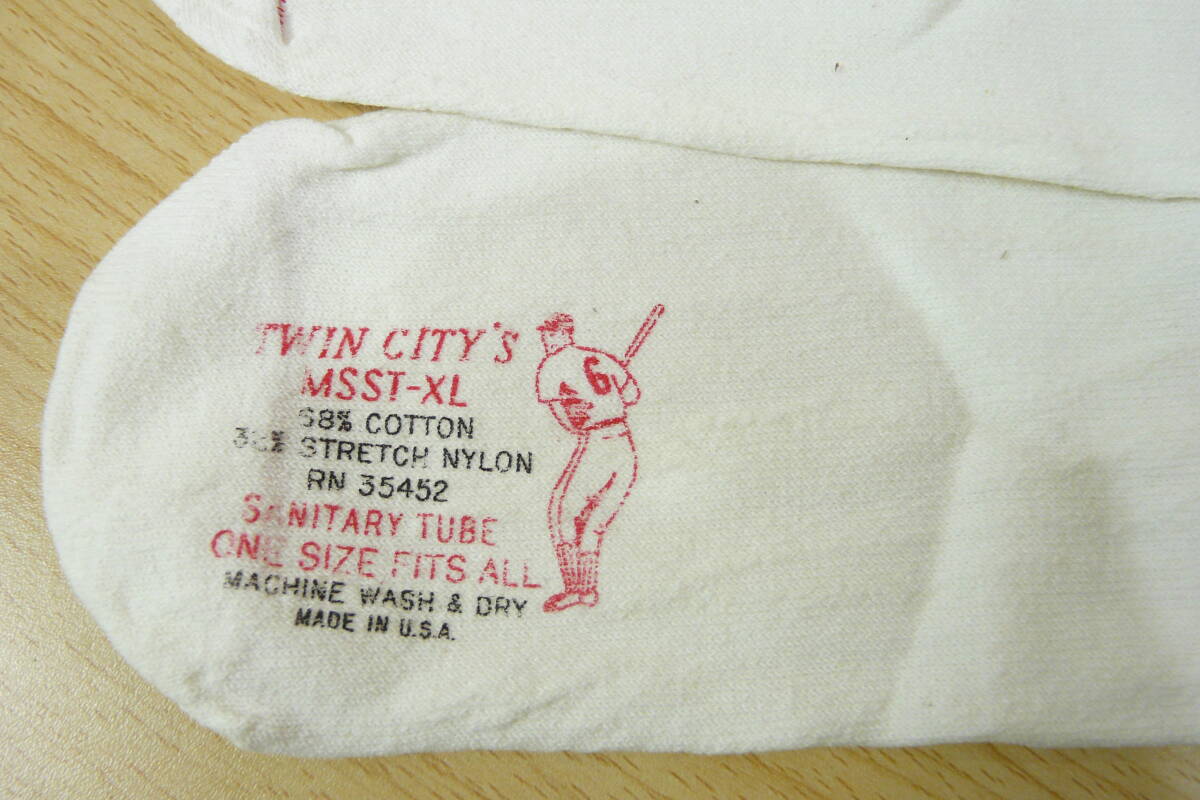 TWIN CITY'S
MSST-XL
6
68% COTTON
32% STRETCH NYLON
RN 35452
SANITARY TUBE
ONE SIZE FITS ALL
MACHINE WASH & DRY
MADE IN U.S.A.